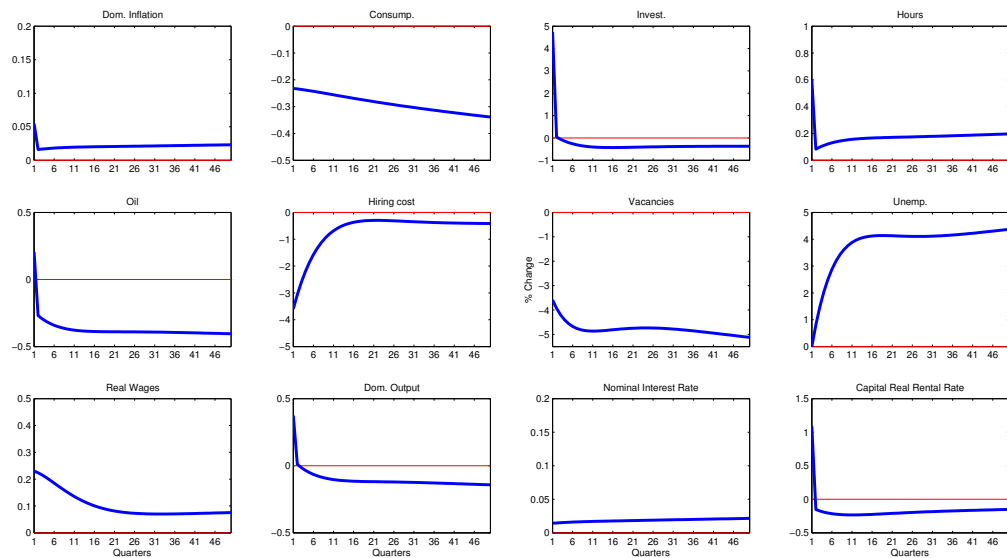 Dom. Inflation
0.2
0.15
0.1
0.05
0
1 6 11 16 21 26 31 36 41 46
Consump.
0
−0.1
−0.2
−0.3
−0.4
−0.5
1 6 11 16 21 26 31 36 41 46
Invest.
5
4
3
2
1
0
−1
1 6 11 16 21 26 31 36 41 46
Hours
1
0.8
0.6
0.4
0.2
0
1 6 11 16 21 26 31 36 41 46
Oil
0.5
0
−0.5
1 6 11 16 21 26 31 36 41 46
Hiring cost
0
−1
−2
−3
−4
−5
1 6 11 16 21 26 31 36 41 46
Vacancies
% Change
0
−1
−2
−3
−4
−5
1 6 11 16 21 26 31 36 41 46
Unemp.
5
4
3
2
1
0
1 6 11 16 21 26 31 36 41 46
Real Wages
0.5
0.4
0.3
0.2
0.1
0
1 6 11 16 21 26 31 36 41 46
Quarters
Dom. Output
0.5
0
−0.5
1 6 11 16 21 26 31 36 41 46
Quarters
Nominal Interest Rate
0.2
0.15
0.1
0.05
0
1 6 11 16 21 26 31 36 41 46
Quarters
Capital Real Rental Rate
1.5
1
0.5
0
−0.5
1 6 11 16 21 26 31 36 41 46
Quarters